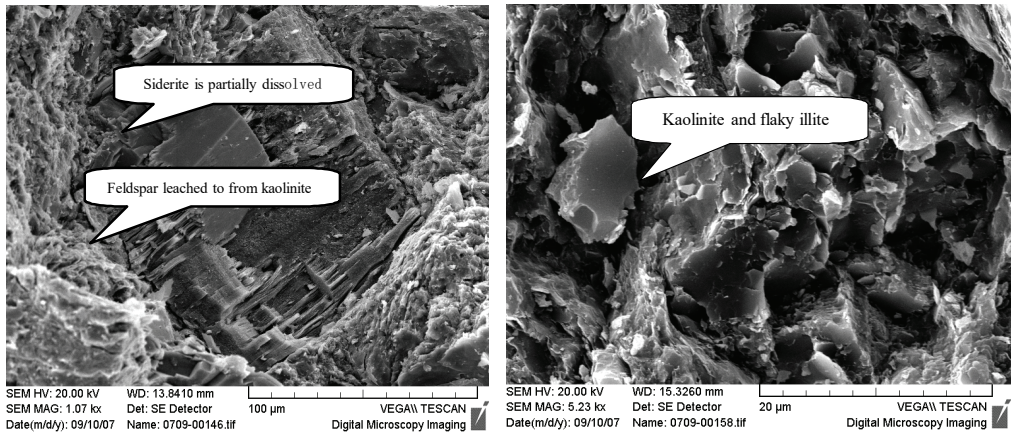 Siderite is partially dissolved
Feldspar leached to from kaolinite
SEM HV: 20.00 kV WD: 13.8410 mm
SEM MAG: 1.07 kx Det: SE Detector 100 µm VEGA\\ TESCAN
Date(m/d/y): 09/10/07 Name: 0709-00146.tif Digital Microscopy Imaging
Kaolinite and flaky illite
SEM HV: 20.00 kV WD: 15.3260 mm
SEM MAG: 5.23 kx Det: SE Detector 20 µm VEGA\\ TESCAN
Date(m/d/y): 09/10/07 Name: 0709-00158.tif Digital Microscopy Imaging